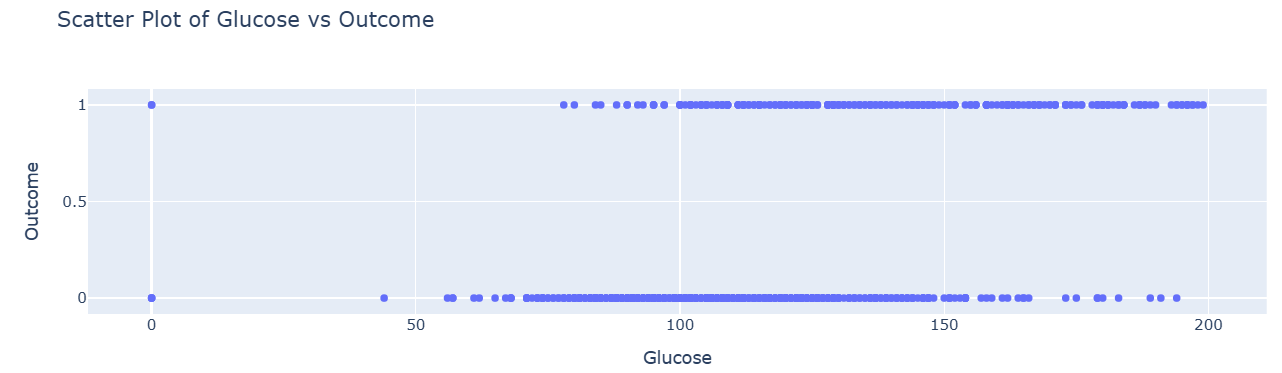 Scatter Plot of Glucose vs Outcome
1
0.5
0
Outcome
0 50 100 150 200
Glucose